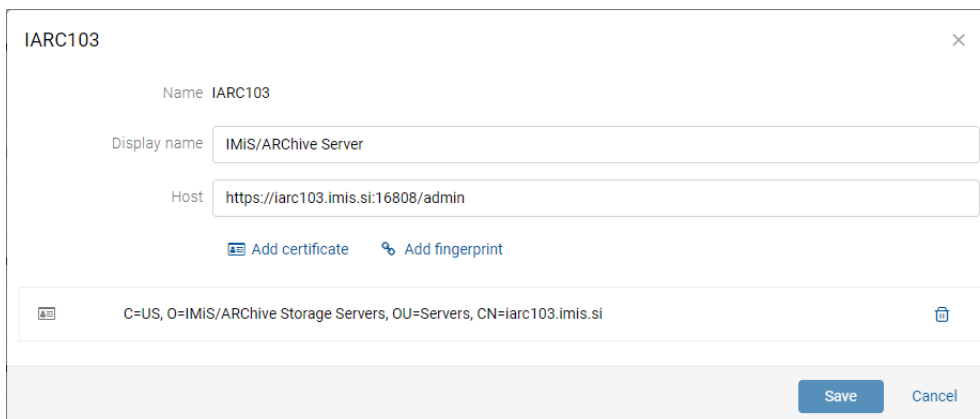 IARC103
Name IARC103
Display name IMiS/ARChive Server
Host https://iarc103.imis.si:16808/admin
Add certificate Add fingerprint
C=US, O=IMiS/ARChive Storage Servers, OU=Servers, CN=iarc103.imis.si
Save Cancel